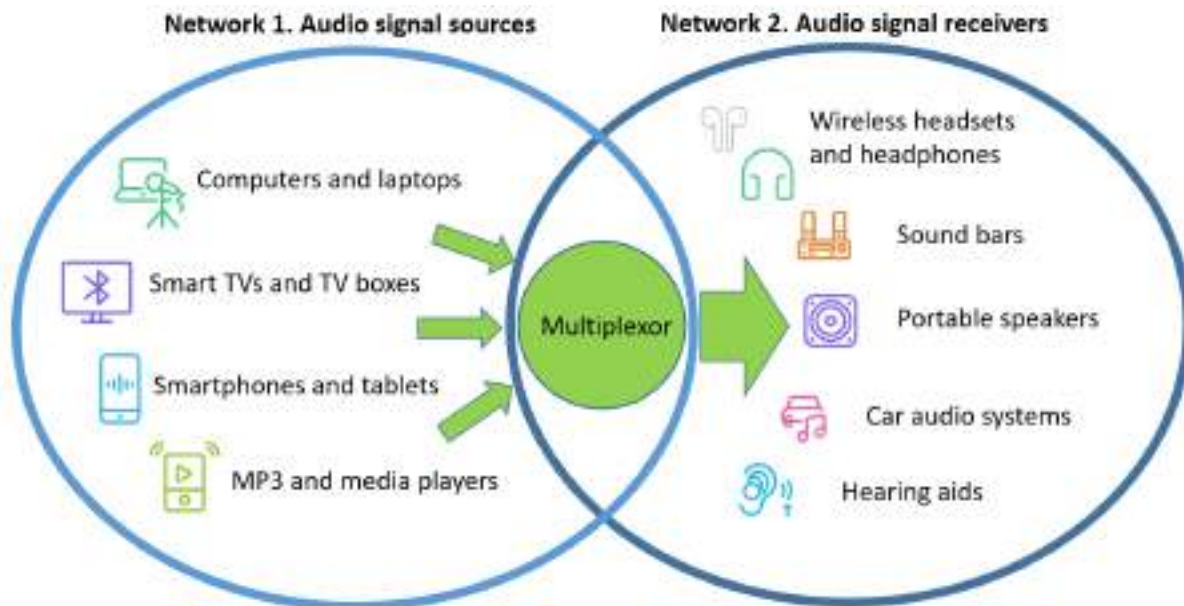 Network 1. Audio signal sources
Network 2. Audio signal receivers
Computers and laptops
Smart TVs and TV boxes
Smartphones and tablets
MP3 and media players
Multiplexor
Wireless headsets
and headphones
Sound bars
Portable speakers
Car audio systems
Hearing aids
T